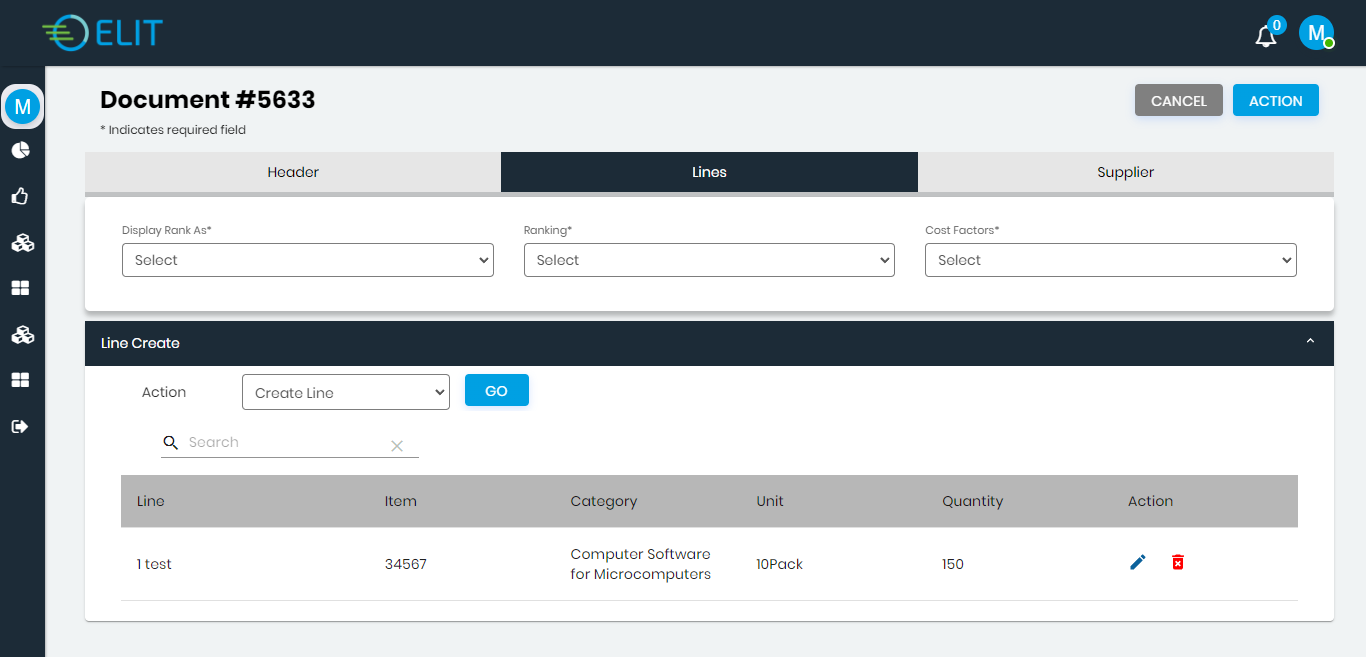 ELIT
0
M
M
Document #5633
CANCEL
ACTION
* Indicates required field
Header
Lines
Supplier
Display Rank As*
Ranking*
Cost Factors*
Select
Select
Select
Line Create
Action
Create Line
GO
Search
Line
Item
Category
Unit
Quantity
Action
1 test
34567
Computer Software
for Microcomputers
10Pack
150